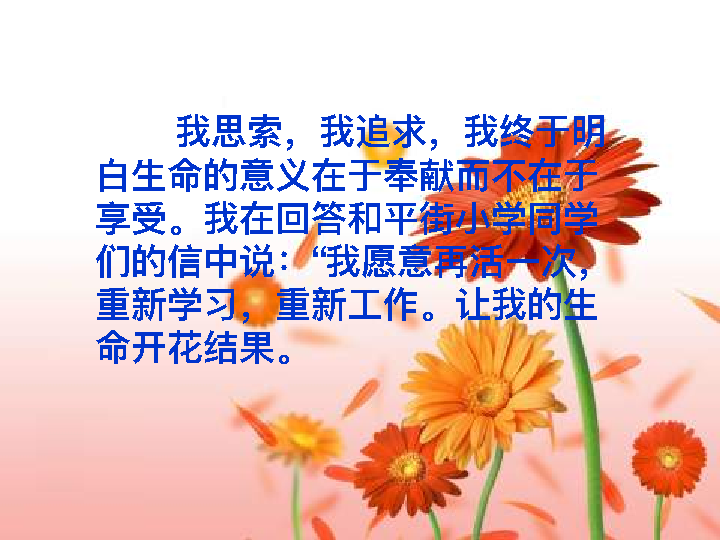 我思索，我追求，我终于明
白生命的意义在于奉献而不在于
享受。我在回答和平街小学同学
们的信中说：“我愿意再活一次，
重新学习，重新工作。让我的生
命开花结果。